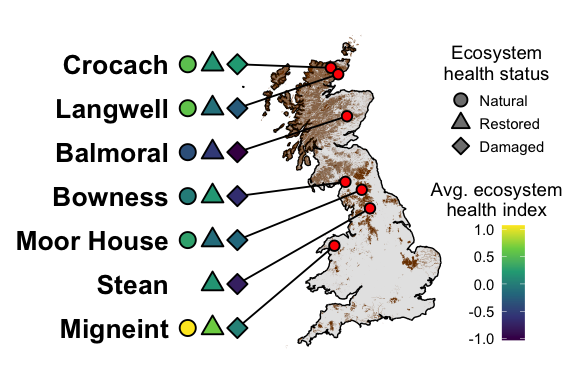 Crocach
Langwell
Balmoral
Bowness
Moor House
Stean
Migneint
Ecosystem
health status
Natural
Restored
Damaged
Avg. ecosystem
health index
1.0
0.5
0.0
-0.5
-1.0